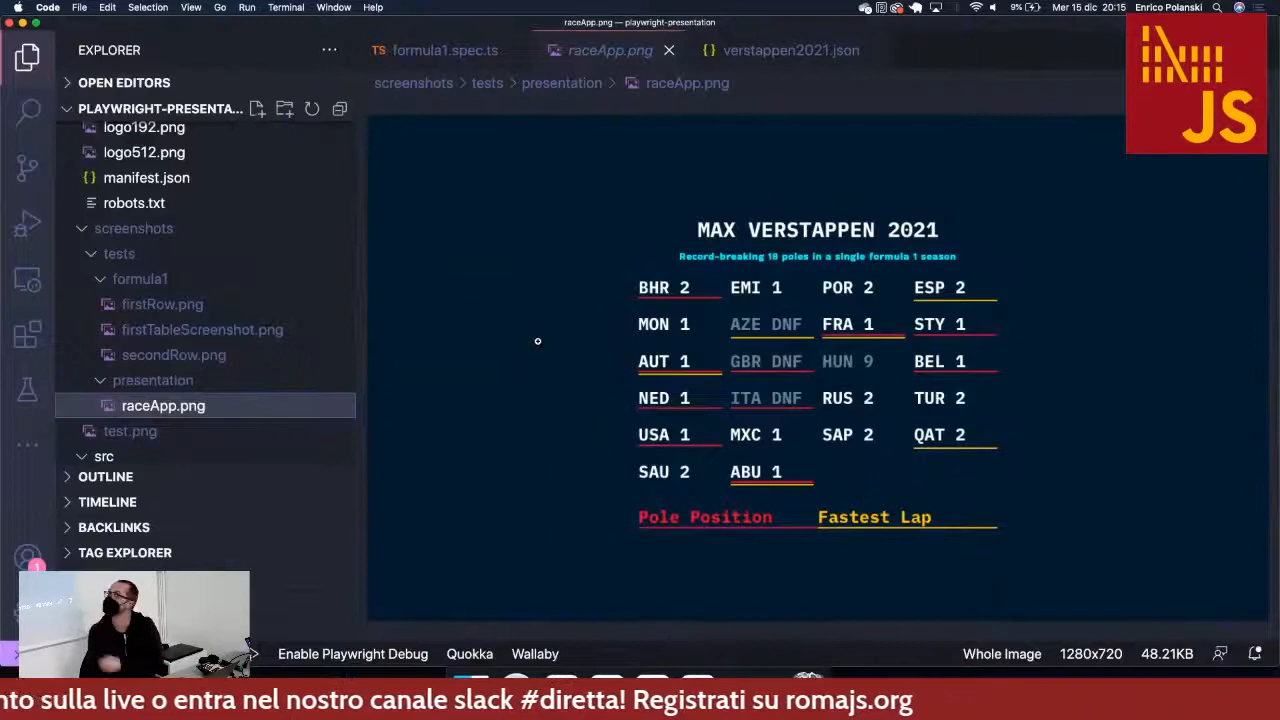 Code File Edit Selection View Go Run Terminal Window Help 9% Mer 15 dic 20:15 Enrico Polanski
raceApp.png — playwright-presentation
EXPLORER
TS formula1.spec.ts
raceApp.png
{} verstappen2021.json
OPEN EDITORS
screenshots > tests > presentation > raceApp.png
PLAYWRIGHT-PRESENTA...
logo192.png
logo512.png
{} manifest.json
robots.txt
screenshots
tests
formula1
firstRow.png
firstTableScreenshot.png
secondRow.png
presentation
raceApp.png
test.png
src
OUTLINE
TIMELINE
BACKLINKS
TAG EXPLORER
1
JS
MAX VERSTAPPEN 2021
Record-breaking 18 poles in a single formula 1 season
BHR 2 EMI 1 POR 2 ESP 2
MON 1 AZE DNF FRA 1 STY 1
AUT 1 GBR DNF HUN 9 BEL 1
NED 1 ITA DNF RUS 2 TUR 2
USA 1 MXC 1 SAP 2 QAT 2
SAU 2 ABU 1
Pole Position Fastest Lap
Enable Playwright Debug Quokka Wallaby Whole Image 1280x720 48.21KB
nto sulla live o entra nel nostro canale slack #diretta! Registrati su romajs.org